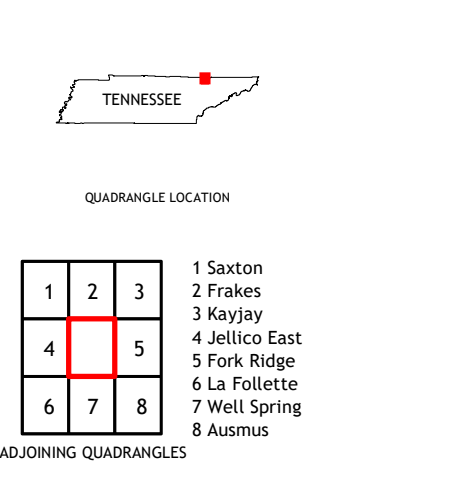 TENNESSEE
QUADRANGLE LOCATION
1 2 3
4 5
6 7 8
1 Saxton
2 Frakes
3 Kayjay
4 Jellico East
5 Fork Ridge
6 La Follette
7 Well Spring
8 Ausmus
ADJOINING QUADRANGLES